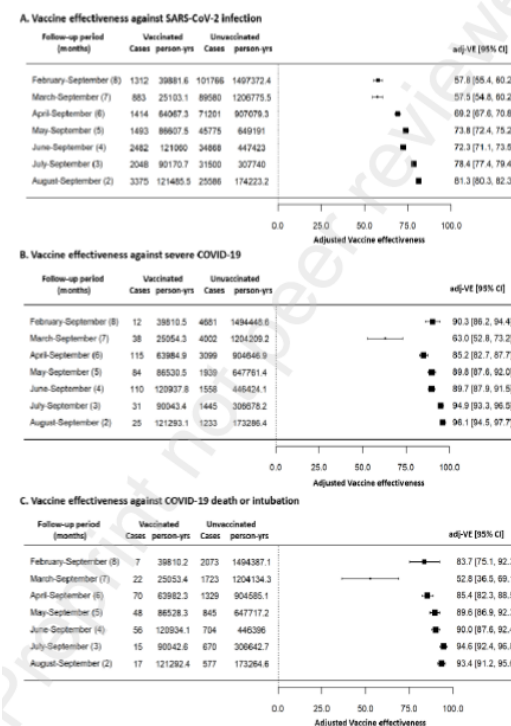 A. Vaccine effectiveness against SARS-CoV-2 infection
Follow-up period Vaccinated Unvaccinated
(months) Cases person-yrs Cases person-yrs adj-VE [95% CI]
February-September (8) 1312 39881.6 101766 1497372.4 57.8 [55.4, 60.2
March-September (7) 883 25103.1 89580 1206775.5 57.5 [54.8, 60.2
April-September (6) 1414 64067.3 71201 907079.3 69.2 [67.6, 70.8
May-September (5) 1493 86607.5 45775 649191 73.8 [72.4, 75.2
June-September (4) 2482 121060 34868 447423 72.3 [71.1, 73.5
July-September (3) 2048 90170.7 31500 307740 78.4 [77.4, 79.4
August-September (2) 3375 121485.5 25586 174223.2 81.3 [80.3, 82.3
0.0 25.0 50.0 75.0 100.0
Adjusted Vaccine effectiveness
B. Vaccine effectiveness against severe COVID-19
Follow-up period Vaccinated Unvaccinated
(months) Cases person-yrs Cases person-yrs adj-VE [95% CI]
February-September (8) 12 39810.5 4681 1494448.6 90.3 [86.2, 94.4]
March-September (7) 38 25054.3 4002 1204209.2 63.0 [52.8, 73.2]
April-September (6) 115 63984.9 3099 904646.9 85.2 [82.7, 87.7]
May-September (5) 84 86530.5 1939 647761.4 89.8 [87.6, 92.0]
June-September (4) 110 120937.8 1558 446424.1 89.7 [87.9, 91.5]
July-September (3) 31 90043.4 1445 306678.2 94.9 [93.3, 96.5]
August-September (2) 25 121293.1 1233 173286.4 96.1 [94.5, 97.7]
0.0 25.0 50.0 75.0 100.0
Adjusted Vaccine effectiveness
C. Vaccine effectiveness against COVID-19 death or intubation
Follow-up period Vaccinated Unvaccinated
(months) Cases person-yrs Cases person-yrs adj-VE [95% CI]
February-September (8) 7 39810.2 2073 1494387.1 83.7 [75.1, 92.
March-September (7) 22 25053.4 1723 1204134.3 52.8 [36.5, 69.
April-September (6) 70 63982.3 1329 904585.1 85.4 [82.3, 88.
May-September (5) 48 86528.3 845 647717.2 89.6 [86.9, 92.
June-September (4) 56 120934.1 704 446396 90.0 [87.6, 92.4
July-September (3) 15 90042.6 670 306642.7 94.6 [92.4, 96.
August-September (2) 17 121292.4 577 173264.6 93.4 [91.2, 95.
0.0 25.0 50.0 75.0 100.0
Adjusted Vaccine effectiveness
Preprint not peer reviewe